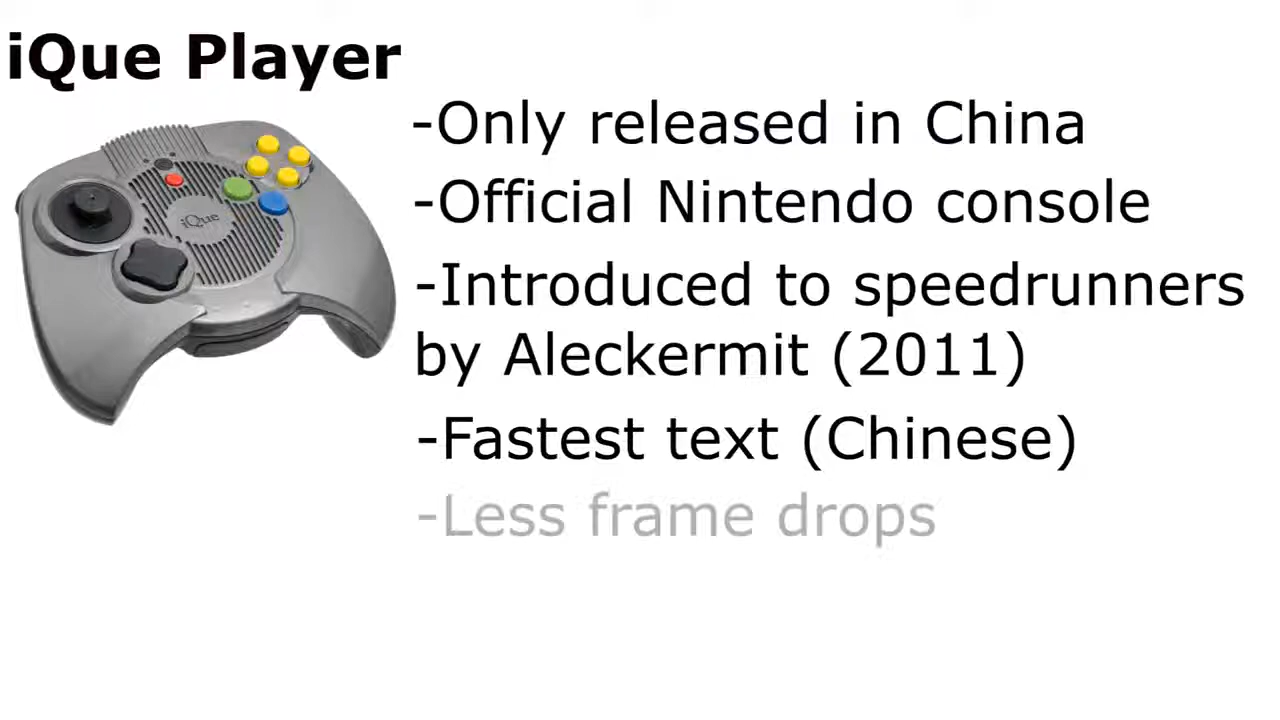 iQue Player
-Only released in China
-Official Nintendo console
-Introduced to speedrunners
by Aleckermit (2011)
-Fastest text (Chinese)
-Less frame drops
iQue